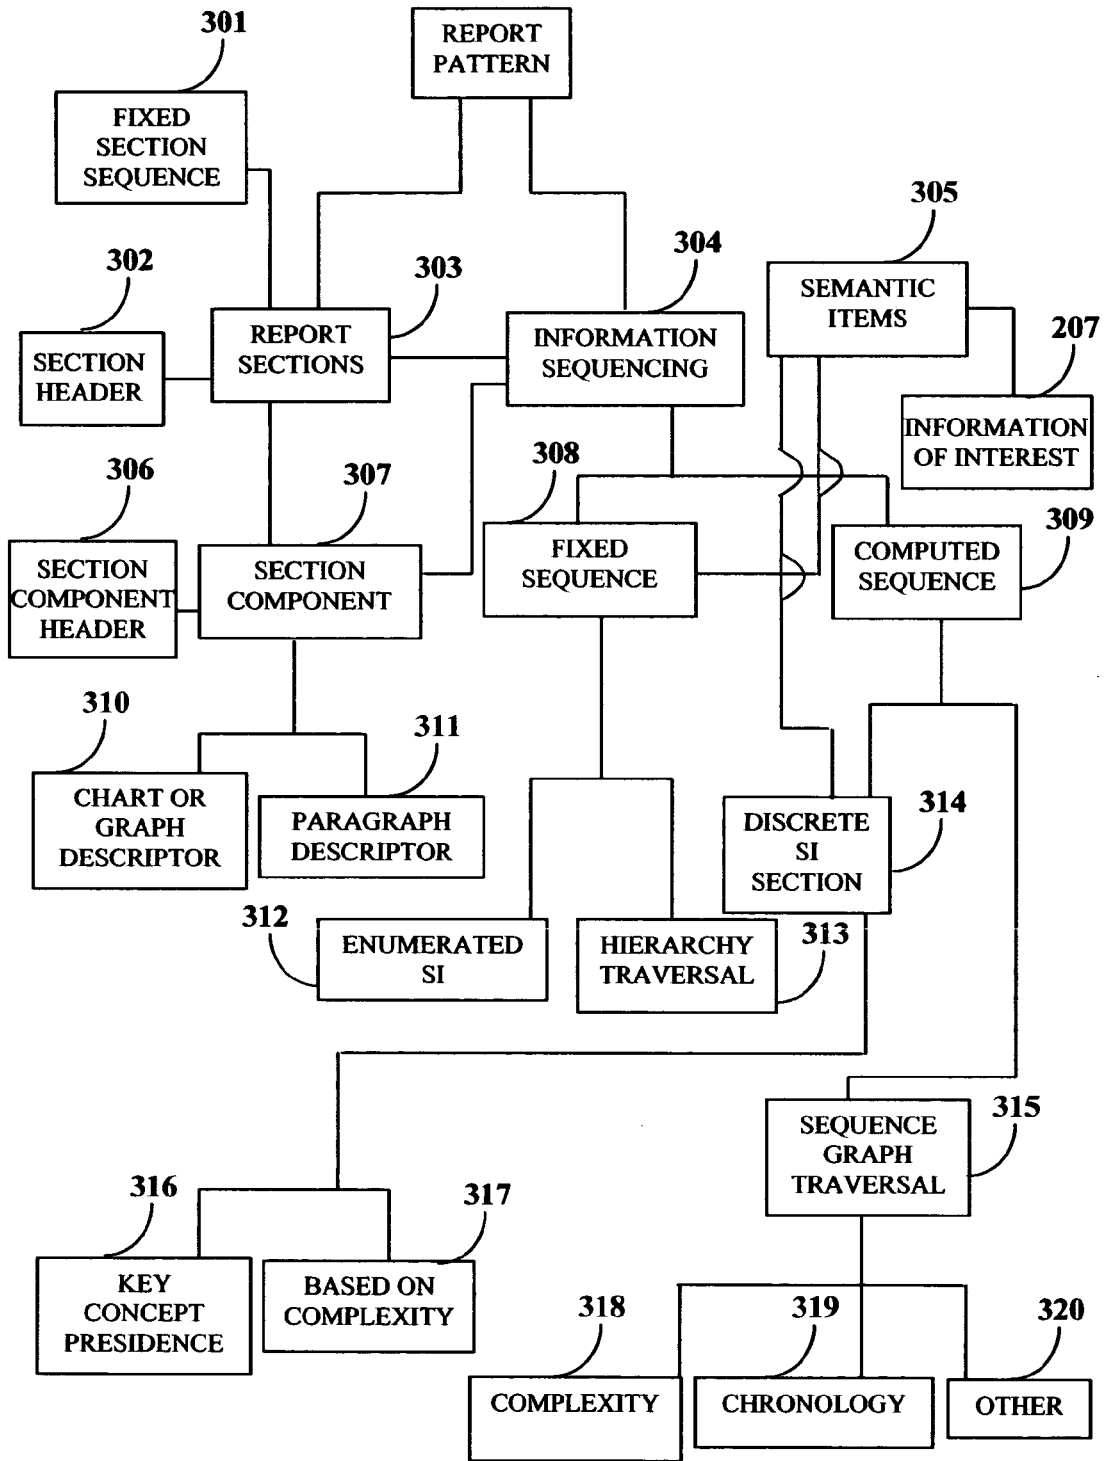 301
REPORT
PATTERN
FIXED
SECTION
SEQUENCE
305
302
303
304
SEMANTIC
ITEMS
REPORT
SECTIONS
INFORMATION
SEQUENCING
207
SECTION
HEADER
INFORMATION
OF INTEREST
306
307
308
309
SECTION
COMPONENT
HEADER
SECTION
COMPONENT
FIXED
SEQUENCE
COMPUTED
SEQUENCE
310
311
CHART OR
GRAPH
DESCRIPTOR
PARAGRAPH
DESCRIPTOR
DISCRETE
SI
SECTION
314
312
ENUMERATED
SI
HIERARCHY
TRAVERSAL
313
SEQUENCE
GRAPH
TRAVERSAL
315
316
317
KEY
CONCEPT
PRESIDENCE
BASED ON
COMPLEXITY
318
319
320
COMPLEXITY
CHRONOLOGY
OTHER